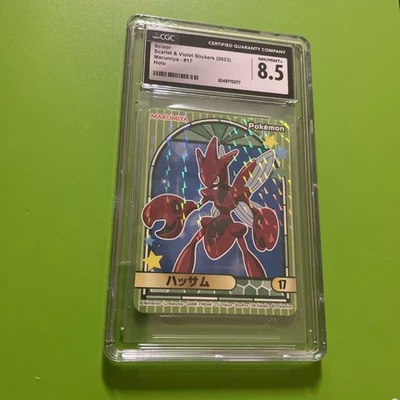 CGC
CERTIFIED GUARANTY COMPANY
Scizor
Scarlet & Violet Stickers (2023)
Marumiya - #17
Holo
NM/MINT+
8.5
MARUMIYA
Pokémon
ハッサム
17